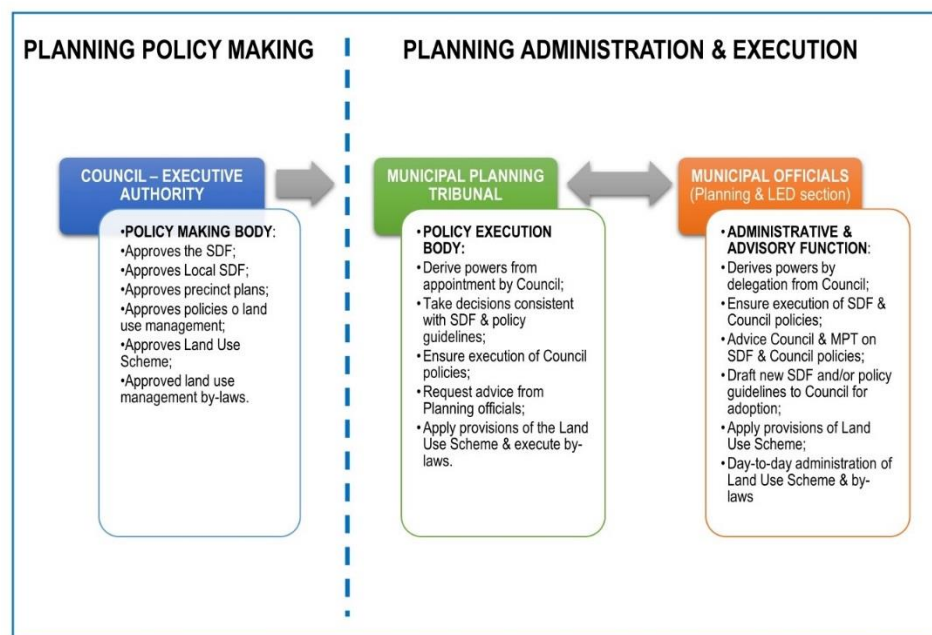 PLANNING POLICY MAKING
PLANNING ADMINISTRATION & EXECUTION
COUNCIL – EXECUTIVE
AUTHORITY
•POLICY MAKING BODY:
•Approves the SDF;
•Approves Local SDF;
•Approves precinct plans;
•Approves policies o land
use management;
•Approves Land Use
Scheme;
•Approved land use
management by-laws.
MUNICIPAL PLANNING
TRIBUNAL
• POLICY EXECUTION
BODY:
• Derive powers from
appointment by Council;
• Take decisions consistent
with SDF & policy
guidelines;
• Ensure execution of Council
policies;
• Request advice from
Planning officials;
• Apply provisions of the Land
Use Scheme & execute by-
laws.
MUNICIPAL OFFICIALS
(Planning & LED section)
• ADMINISTRATIVE &
ADVISORY FUNCTION:
• Derives powers by
delegation from Council;
• Ensure execution of SDF &
Council policies;
• Advice Council & MPT on
SDF & Council policies;
• Draft new SDF and/or policy
guidelines to Council for
adoption;
• Apply provisions of Land
Use Scheme;
• Day-to-day administration of
Land Use Scheme & by-
laws